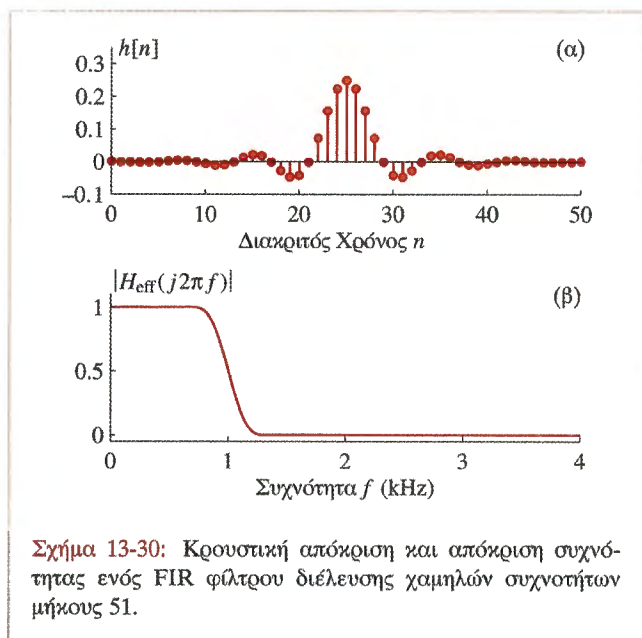 h[n]
(α)
0.3
0.2
0.1
0
−0.1
0 10 20 30 40 50
Διακριτός Χρόνος n
|H_eff(j2πf)|
(β)
1
0.5
0
0 1 2 3 4
Συχνότητα f (kHz)
Σχήμα 13-30: Κρουστική απόκριση και απόκριση συχνό-
τητας ενός FIR φίλτρου διέλευσης χαμηλών συχνοτήτων
μήκους 51.